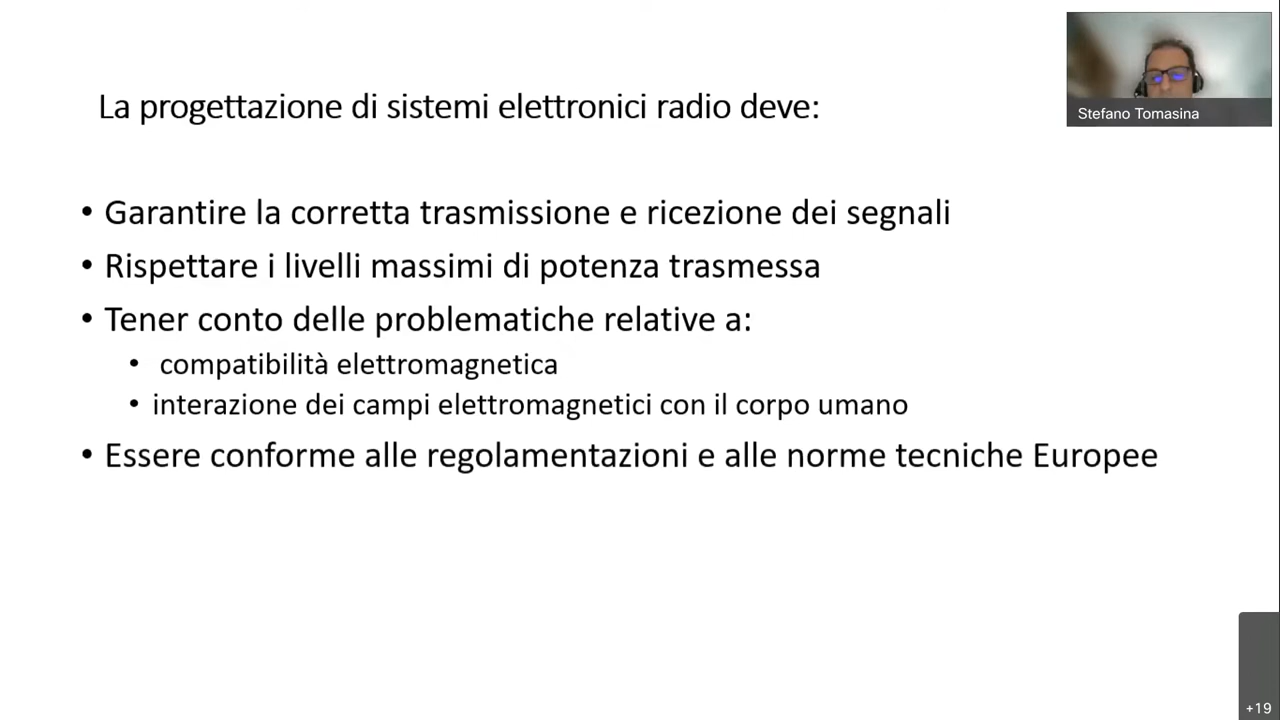 La progettazione di sistemi elettronici radio deve:
Stefano Tomasina
• Garantire la corretta trasmissione e ricezione dei segnali
• Rispettare i livelli massimi di potenza trasmessa
• Tener conto delle problematiche relative a:
• compatibilità elettromagnetica
• interazione dei campi elettromagnetici con il corpo umano
• Essere conforme alle regolamentazioni e alle norme tecniche Europee
+19